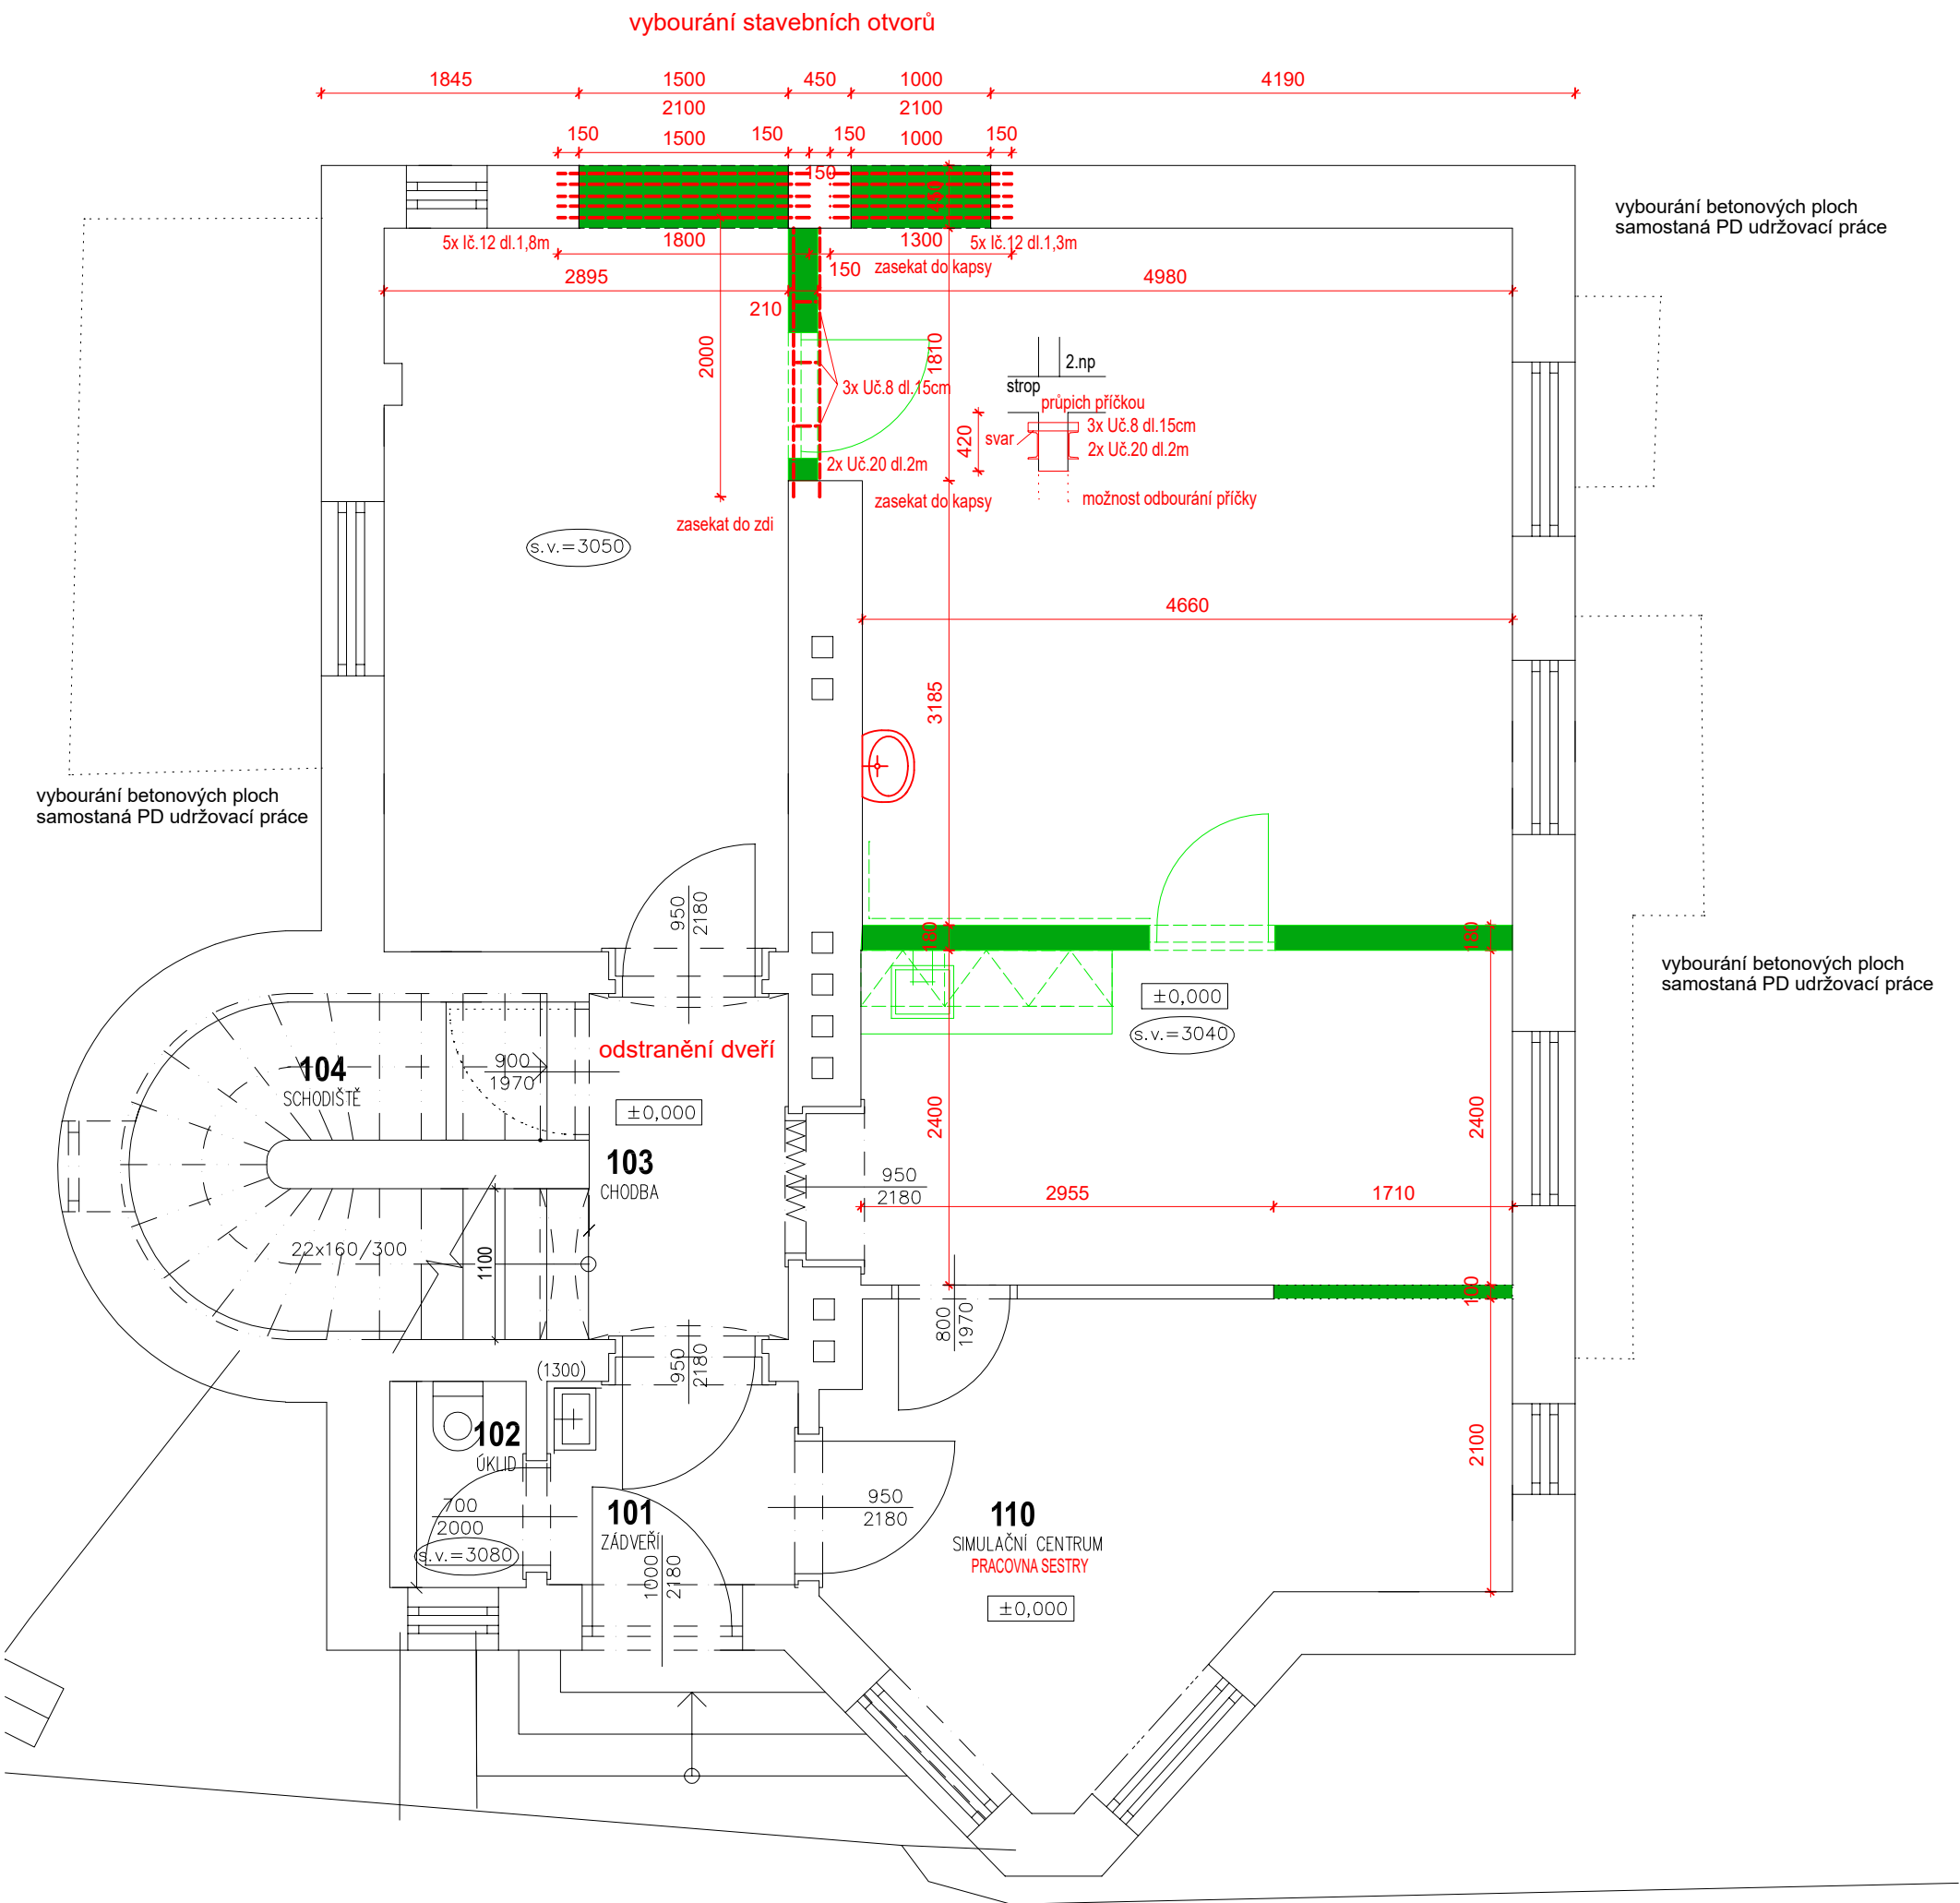 vybourání stavebních otvorů
1845
1500
450
1000
4190
2100
2100
150
1500
150
150
1000
150
150
450
5x Ič.12 dl.1,8m
1800
1300
5x Ič.12 dl.1,3m
150
zasekat do kapsy
2895
4980
210
2000
1810
3x Uč.8 dl.15cm
2x Uč.20 dl.2m
zasekat do kapsy
zasekat do zdi
2.np
strop
průpich příčkou
3x Uč.8 dl.15cm
420
svar
2x Uč.20 dl.2m
možnost odbourání příčky
vybourání betonových ploch
samostaná PD udržovací práce
s.v.=3050
4660
3185
vybourání betonových ploch
samostaná PD udržovací práce
950
2180
180
180
vybourání betonových ploch
samostaná PD udržovací práce
±0,000
s.v.=3040
odstranění dveří
900
1970
104
SCHODIŠTĚ
±0,000
2400
2400
103
CHODBA
950
2180
2955
1710
22x160/300
1100
100
800
1970
950
2180
(1300)
102
ÚKLID
2100
700
2000
s.v.=3080
101
ZÁDVEŘÍ
1000
2180
950
2180
110
SIMULAČNÍ CENTRUM
PRACOVNA SESTRY
±0,000